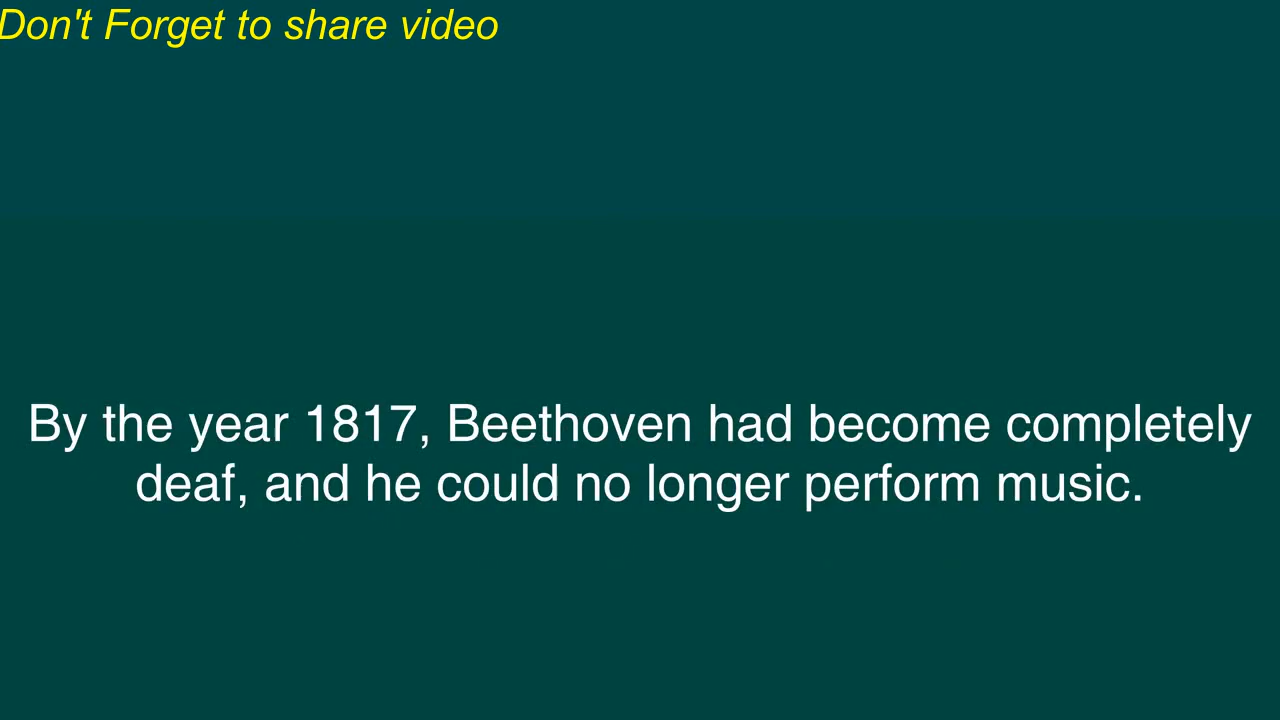 Don't Forget to share video
By the year 1817, Beethoven had become completely
deaf, and he could no longer perform music.